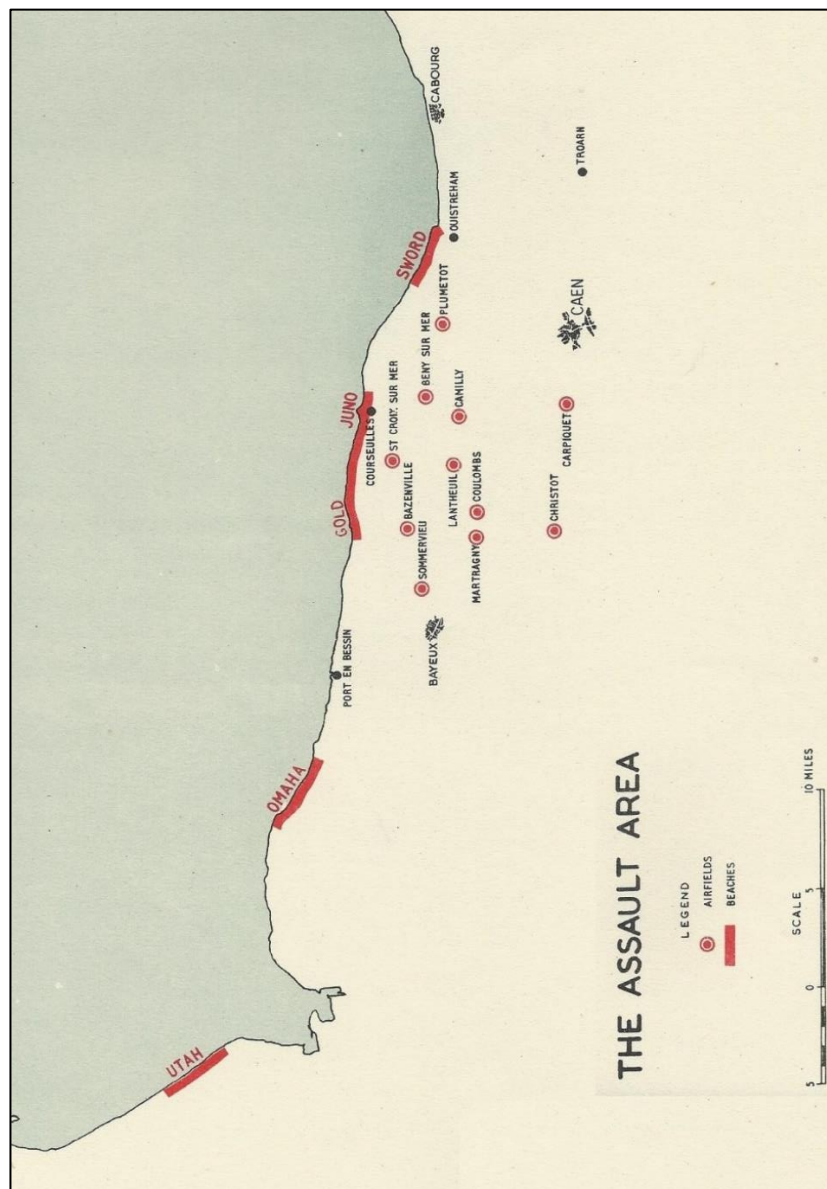 UTAH
OMAHA
PORT EN BESSIN
GOLD
JUNO
COURSEULLES
ST CROIX. SUR MER
SWORD
CABOURG
OUISTREHAM
BAYEUX
SOMMERVIEU
BAZENVILLE
BENY SUR MER
PLUMETOT
MARTRAGNY
COULOMBS
LANTHEUIL
CAMILLY
CHRISTOT
CARPIQUET
CAEN
TROARN
THE ASSAULT AREA
LEGEND
AIRFIELDS
BEACHES
SCALE
5 0 5 10 MILES